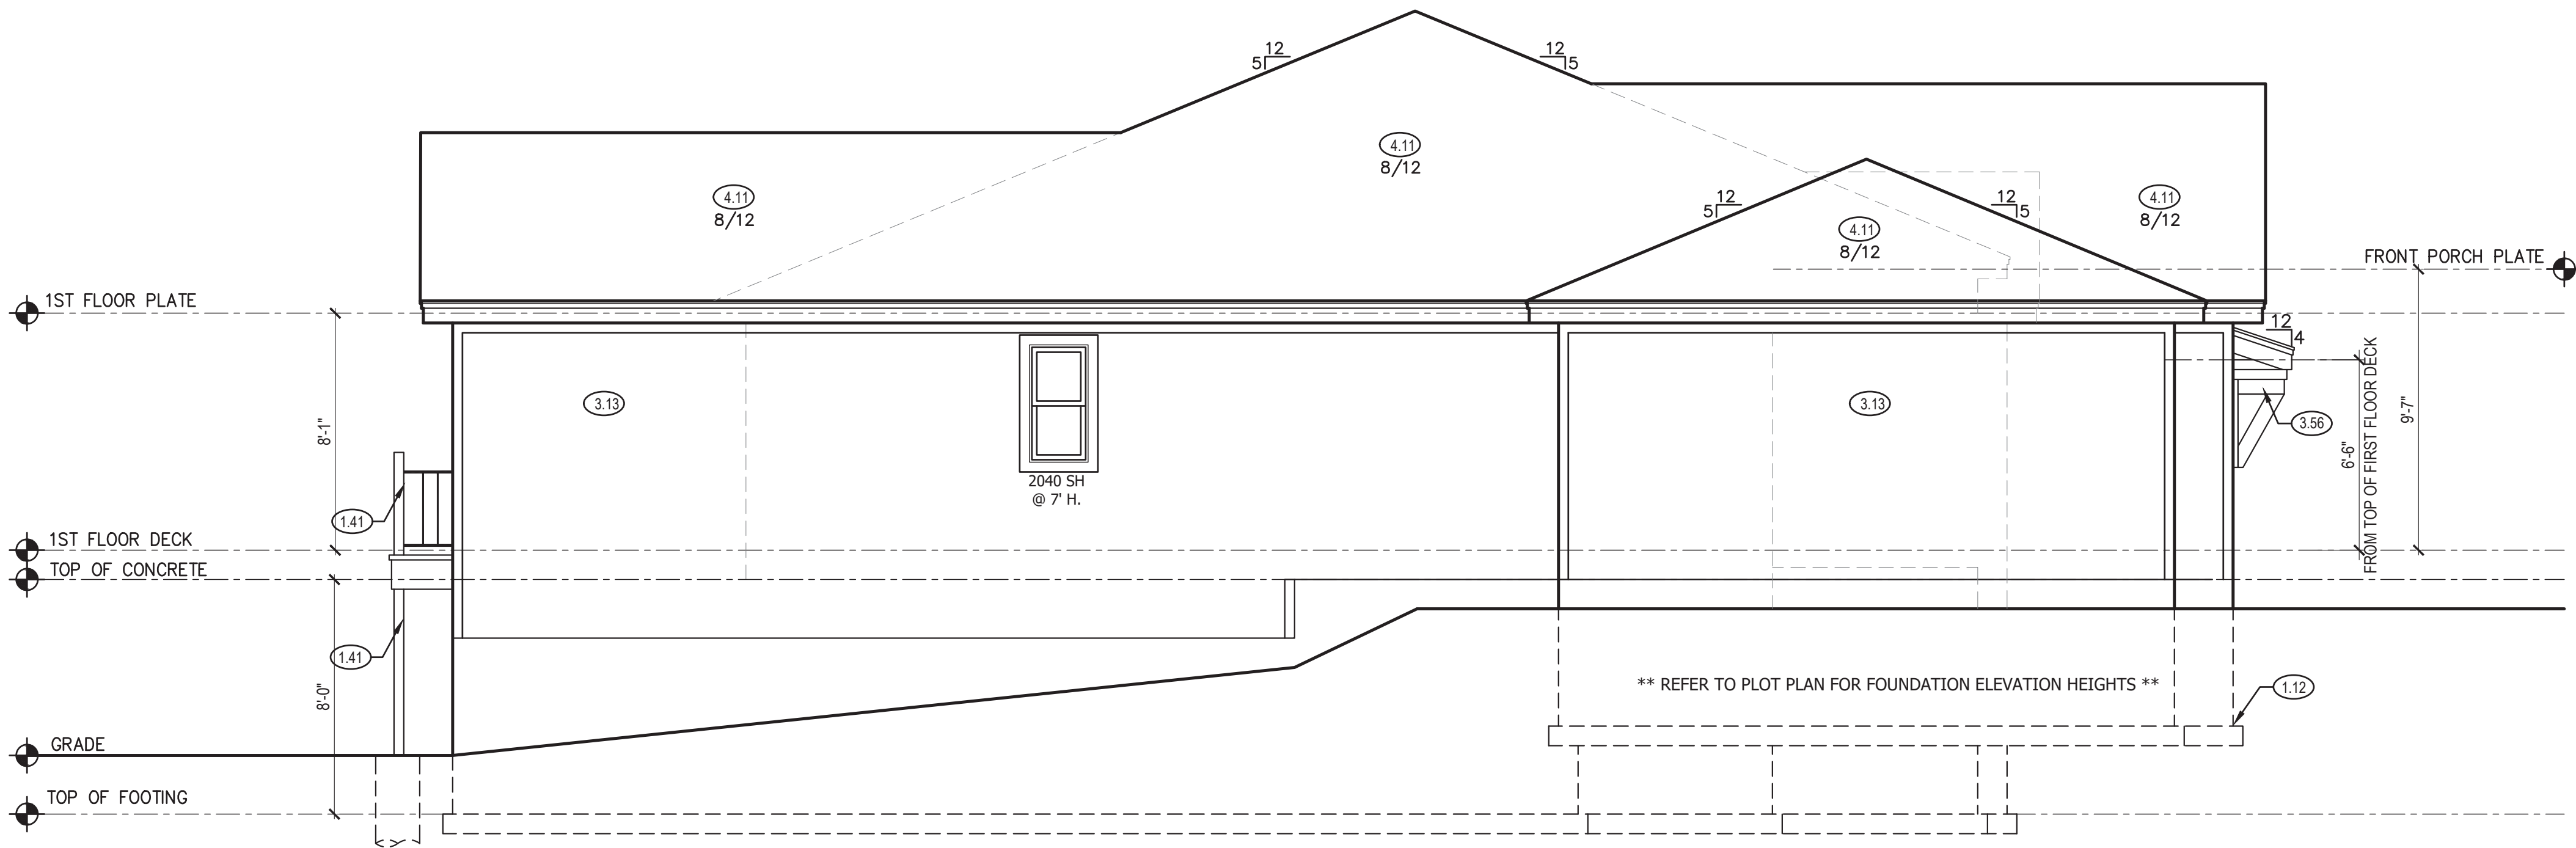 12
5
12
5
4.11
8/12
4.11
8/12
12
5
12
5
4.11
8/12
4.11
8/12
FRONT PORCH PLATE
1ST FLOOR PLATE
12
4
3.13
3.13
3.56
8'-1"
6'-6"
FROM TOP OF FIRST FLOOR DECK
9'-7"
2040 SH
@ 7' H.
1.41
1ST FLOOR DECK
TOP OF CONCRETE
1.41
8'-0"
** REFER TO PLOT PLAN FOR FOUNDATION ELEVATION HEIGHTS **
1.12
GRADE
TOP OF FOOTING